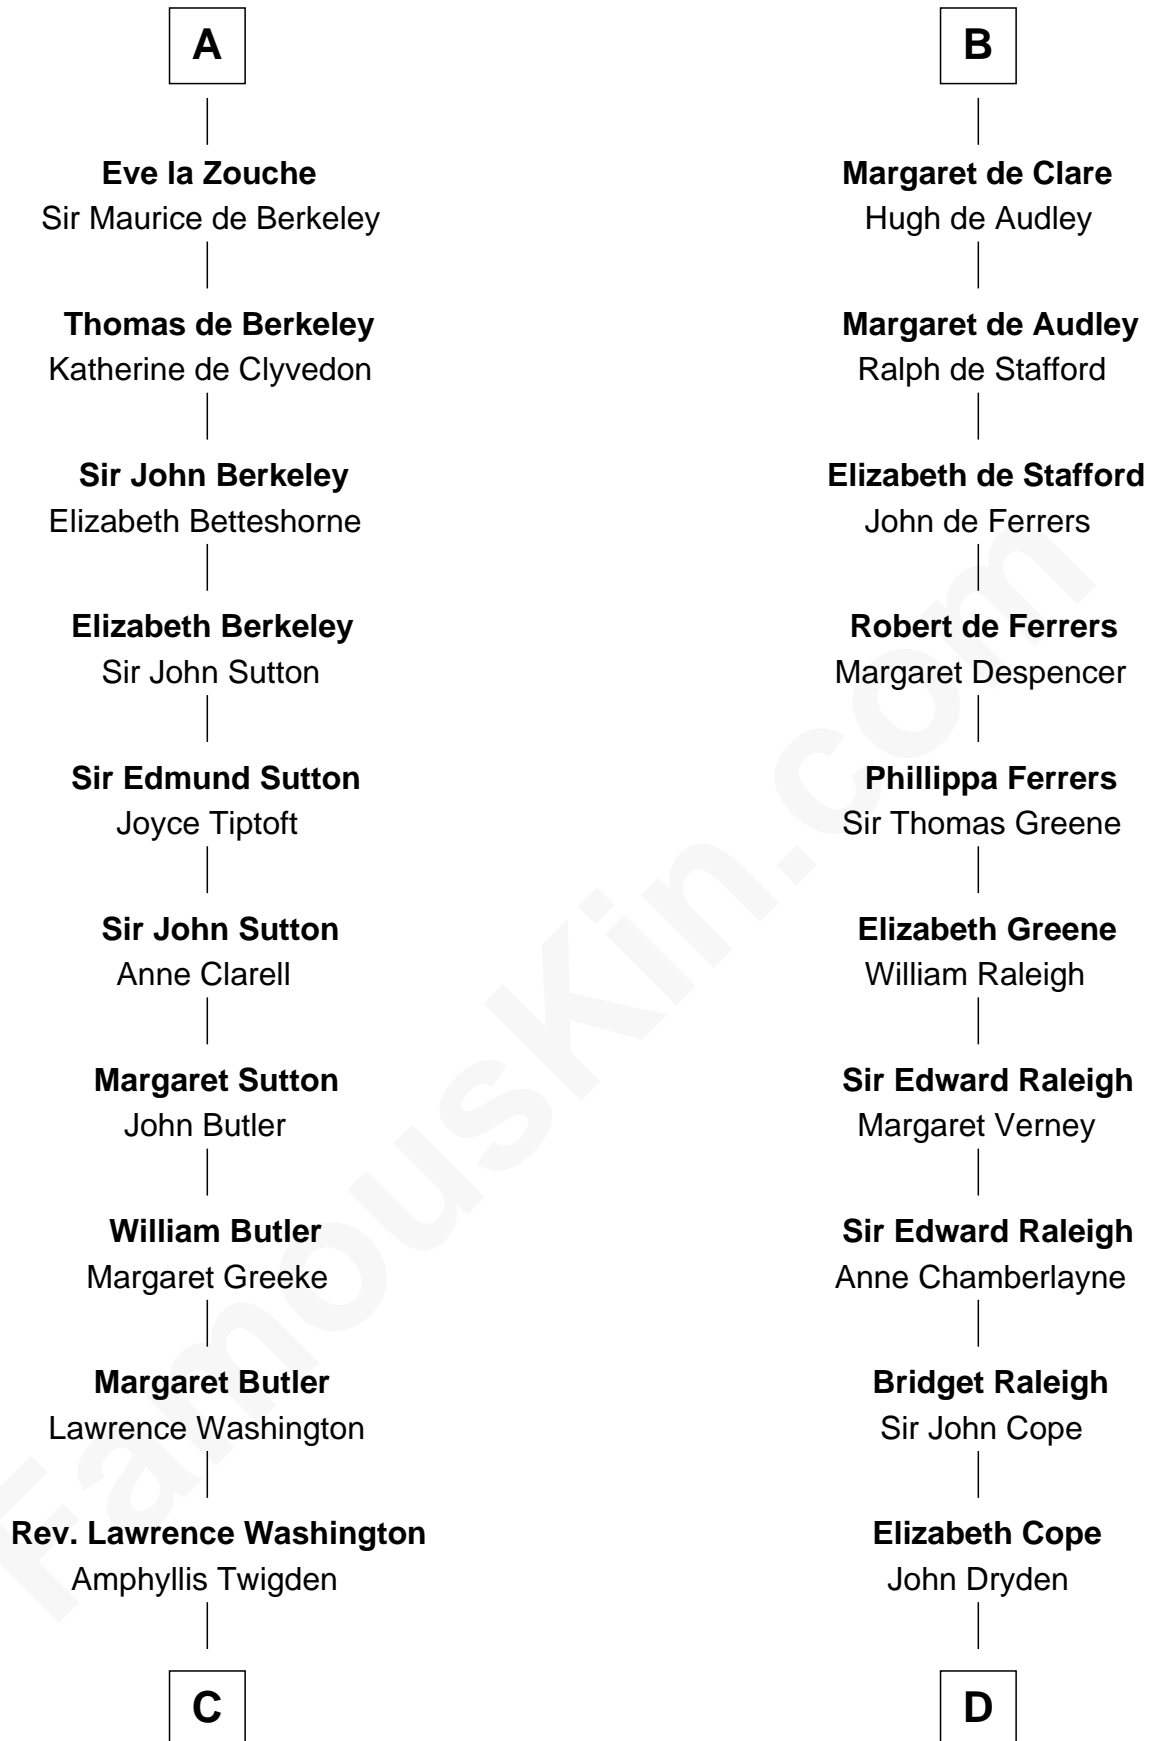 A
Eve la Zouche
Sir Maurice de Berkeley
Thomas de Berkeley
Katherine de Clyvedon
Sir John Berkeley
Elizabeth Betteshorne
Elizabeth Berkeley
Sir John Sutton
Sir Edmund Sutton
Joyce Tiptoft
Sir John Sutton
Anne Clarell
Margaret Sutton
John Butler
William Butler
Margaret Greeke
Margaret Butler
Lawrence Washington
Rev. Lawrence Washington
Amphyllis Twigden
C
B
Margaret de Clare
Hugh de Audley
Margaret de Audley
Ralph de Stafford
Elizabeth de Stafford
John de Ferrers
Robert de Ferrers
Margaret Despencer
Phillippa Ferrers
Sir Thomas Greene
Elizabeth Greene
William Raleigh
Sir Edward Raleigh
Margaret Verney
Sir Edward Raleigh
Anne Chamberlayne
Bridget Raleigh
Sir John Cope
Elizabeth Cope
John Dryden
D
FamousKin.com